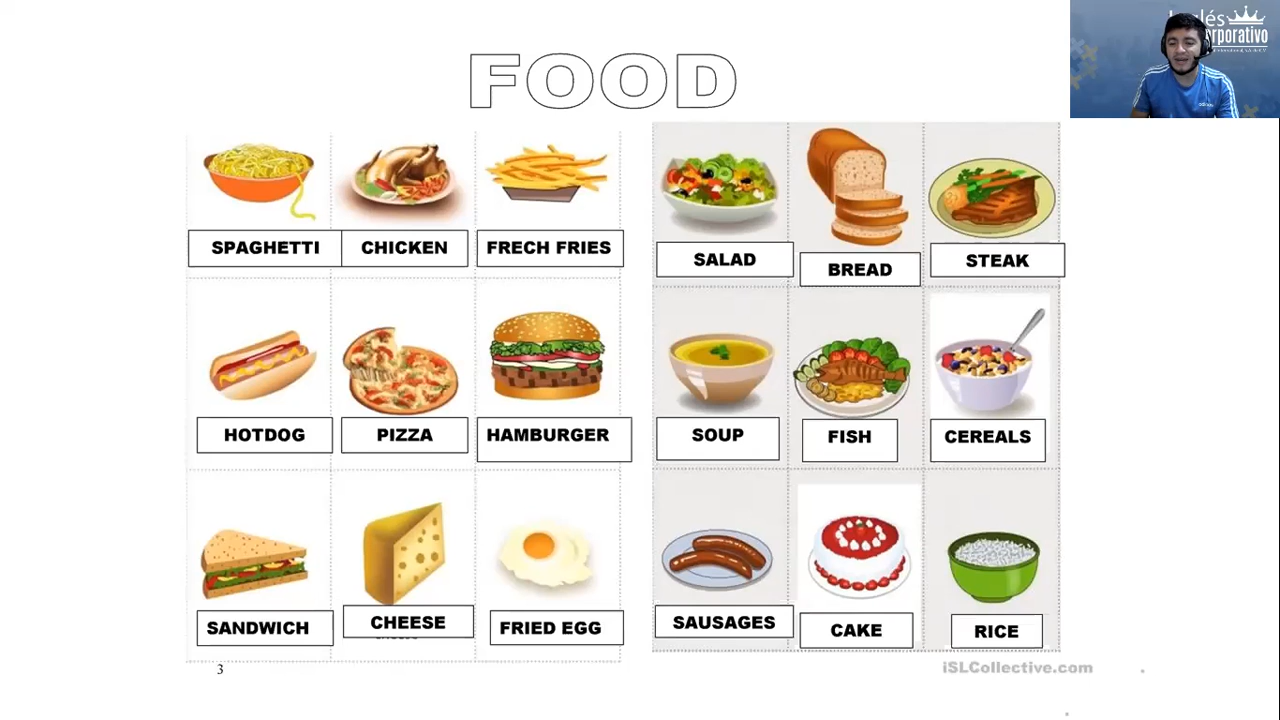 FOOD
SPAGHETTI
CHICKEN
FRECH FRIES
SALAD
BREAD
STEAK
HOTDOG
PIZZA
HAMBURGER
SOUP
FISH
CEREALS
SANDWICH
CHEESE
FRIED EGG
SAUSAGES
CAKE
RICE
3
iSLCollective.com